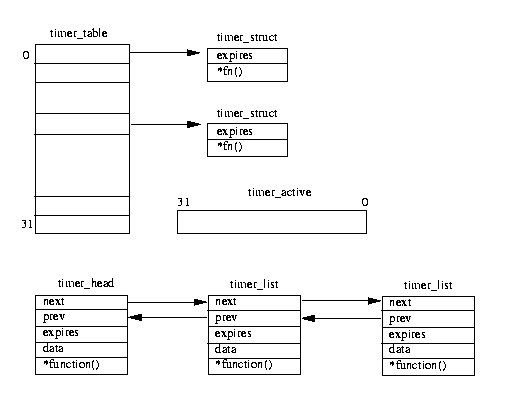 timer_table
timer_struct
0
expires
*fn()
timer_struct
expires
*fn()
timer_active
31
0
31
timer_head
timer_list
timer_list
next
next
next
prev
prev
prev
expires
expires
expires
data
data
data
*function()
*function()
*function()